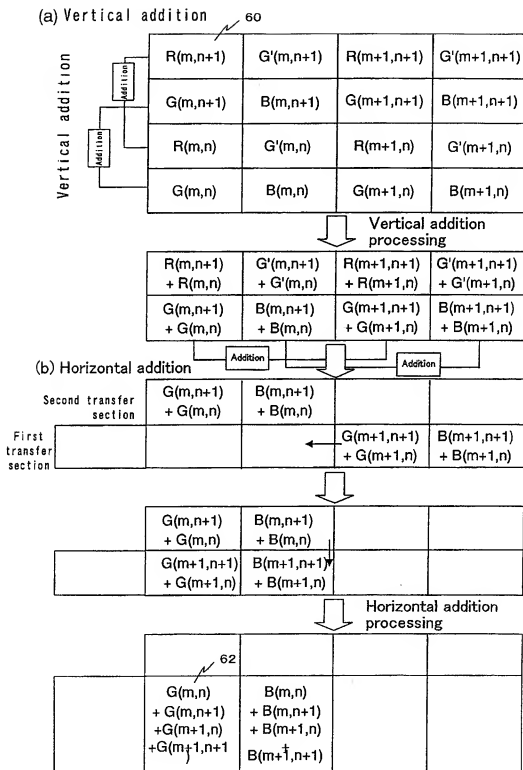 (a) Vertical addition
60
Vertical addition
Addition
Addition
R(m,n+1) G'(m,n+1) R(m+1,n+1) G'(m+1,n+1)
G(m,n+1) B(m,n+1) G(m+1,n+1) B(m+1,n+1)
R(m,n) G'(m,n) R(m+1,n) G'(m+1,n)
G(m,n) B(m,n) G(m+1,n) B(m+1,n)
Vertical addition
processing
R(m,n+1) G'(m,n+1) R(m+1,n+1) G'(m+1,n+1)
+ R(m,n) + G'(m,n) + R(m+1,n) + G'(m+1,n)
G(m,n+1) B(m,n+1) G(m+1,n+1) B(m+1,n+1)
+ G(m,n) + B(m,n) + G(m+1,n) + B(m+1,n)
Addition Addition
(b) Horizontal addition
Second transfer
section
G(m,n+1) B(m,n+1)
+ G(m,n) + B(m,n)
First
transfer
section
G(m+1,n+1) B(m+1,n+1)
+ G(m+1,n) + B(m+1,n)
G(m,n+1) B(m,n+1)
+ G(m,n) + B(m,n)
G(m+1,n+1) B(m+1,n+1)
+ G(m+1,n) + B(m+1,n)
Horizontal addition
processing
62
G(m,n) B(m,n)
+ G(m,n+1) + B(m,n+1)
+G(m+1,n) + B(m+1,n)
+G(m+1,n+1 +
) B(m+1,n+1)